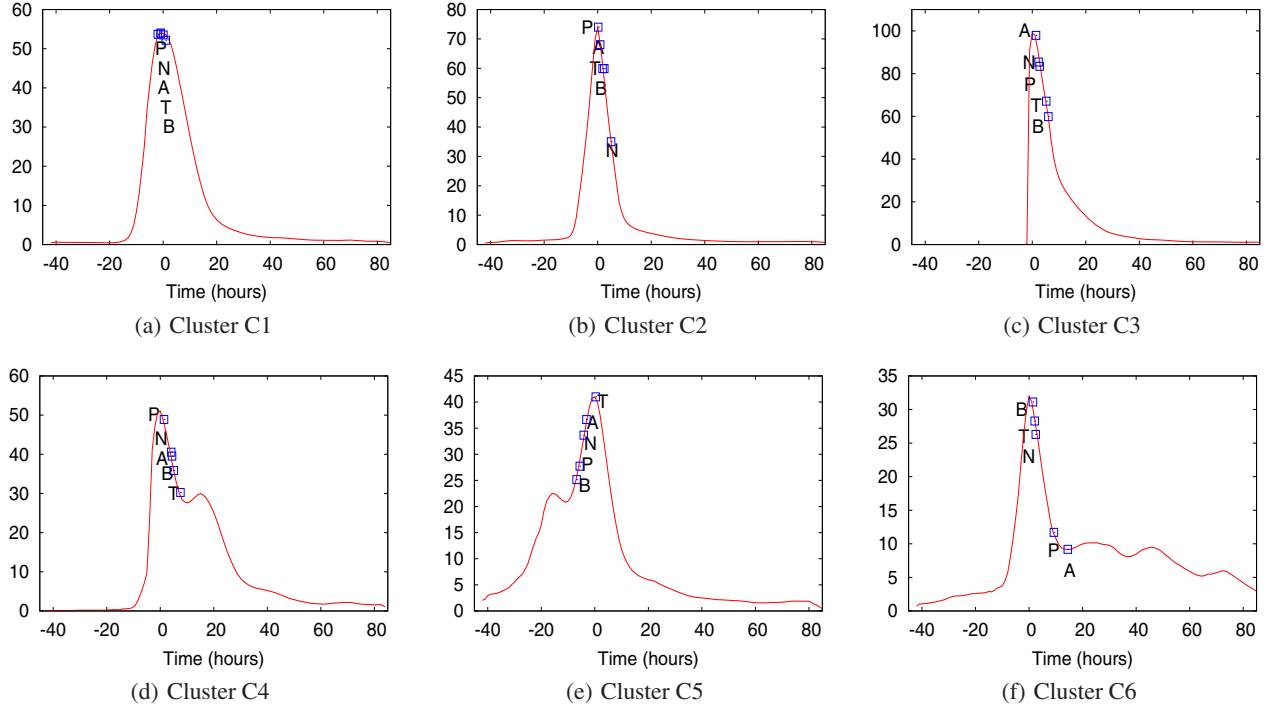 60
50
40
30
20
10
0
-40 -20 0 20 40 60 80
P
N
A
T
B
Time (hours)
(a) Cluster C1
80
70
60
50
40
30
20
10
0
-40 -20 0 20 40 60 80
P
A
T
B
N
Time (hours)
(b) Cluster C2
100
80
60
40
20
0
-40 -20 0 20 40 60 80
A
N
P
T
B
Time (hours)
(c) Cluster C3
60
50
40
30
20
10
0
-40 -20 0 20 40 60 80
P
N
A
B
T
Time (hours)
(d) Cluster C4
45
40
35
30
25
20
15
10
5
0
-40 -20 0 20 40 60 80
T
A
N
P
B
Time (hours)
(e) Cluster C5
35
30
25
20
15
10
5
0
-40 -20 0 20 40 60 80
B
T
N
P
A
Time (hours)
(f) Cluster C6